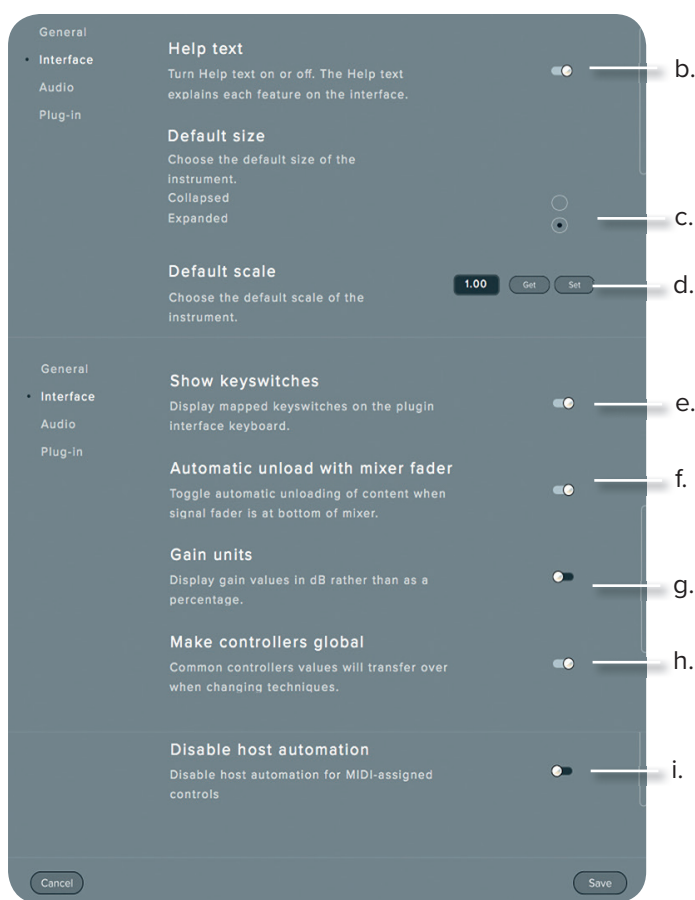 General
Interface
Audio
Plug-in
Help text
Turn Help text on or off. The Help text
explains each feature on the interface.
b.
Default size
Choose the default size of the
instrument.
Collapsed
Expanded
c.
Default scale
Choose the default scale of the
instrument.
1.00 Get Set
d.
General
Interface
Audio
Plug-in
Show keyswitches
Display mapped keyswitches on the plugin
interface keyboard.
e.
Automatic unload with mixer fader
Toggle automatic unloading of content when
signal fader is at bottom of mixer.
f.
Gain units
Display gain values in dB rather than as a
percentage.
g.
Make controllers global
Common controllers values will transfer over
when changing techniques.
h.
Disable host automation
Disable host automation for MIDI-assigned
controls
i.
Cancel Save